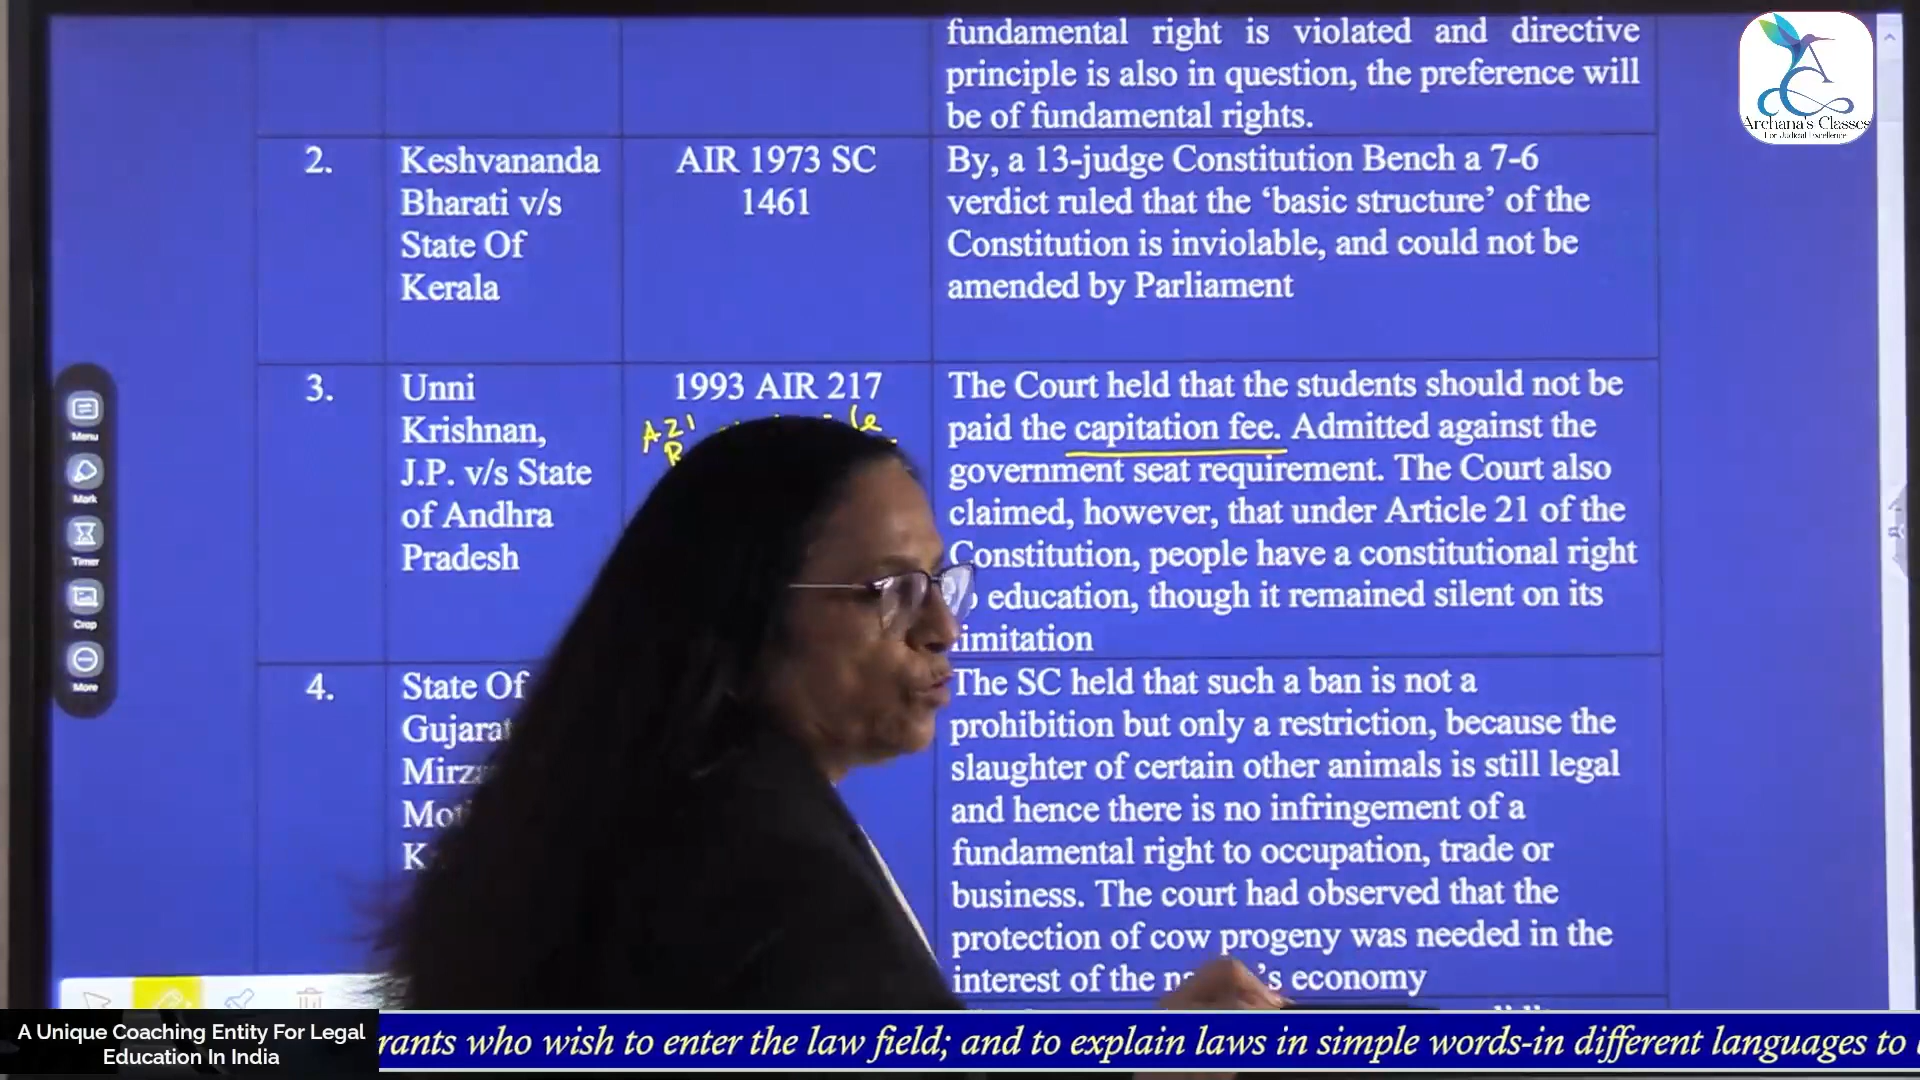 fundamental right is violated and directive
principle is also in question, the preference will
be of fundamental rights.
Archana's Classes
For Judicial Excellence
2.
Keshvananda
Bharati v/s
State Of
Kerala
AIR 1973 SC
1461
By, a 13-judge Constitution Bench a 7-6
verdict ruled that the ‘basic structure’ of the
Constitution is inviolable, and could not be
amended by Parliament
3.
Unni
Krishnan,
J.P. v/s State
of Andhra
Pradesh
1993 AIR 217
A21
The Court held that the students should not be
paid the capitation fee. Admitted against the
government seat requirement. The Court also
claimed, however, that under Article 21 of the
Constitution, people have a constitutional right
education, though it remained silent on its
limitation
4.
State Of
Gujarat
The SC held that such a ban is not a
prohibition but only a restriction, because the
slaughter of certain other animals is still legal
and hence there is no infringement of a
fundamental right to occupation, trade or
business. The court had observed that the
protection of cow progeny was needed in the
interest of the economy
Menu
Mark
Timer
Crop
More
A Unique Coaching Entity For Legal
Education In India
rants who wish to enter the law field; and to explain laws in simple words-in different languages to